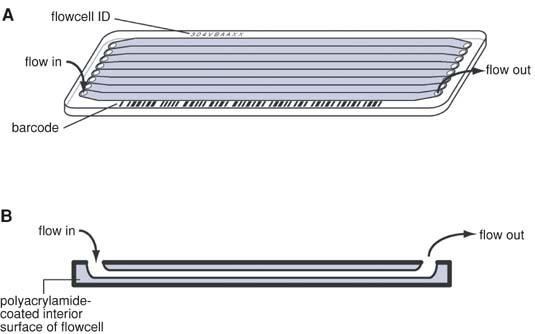 A
flowcell ID
304VBAAXX
flow in
flow out
barcode
B
flow in
flow out
polyacrylamide-
coated interior
surface of flowcell